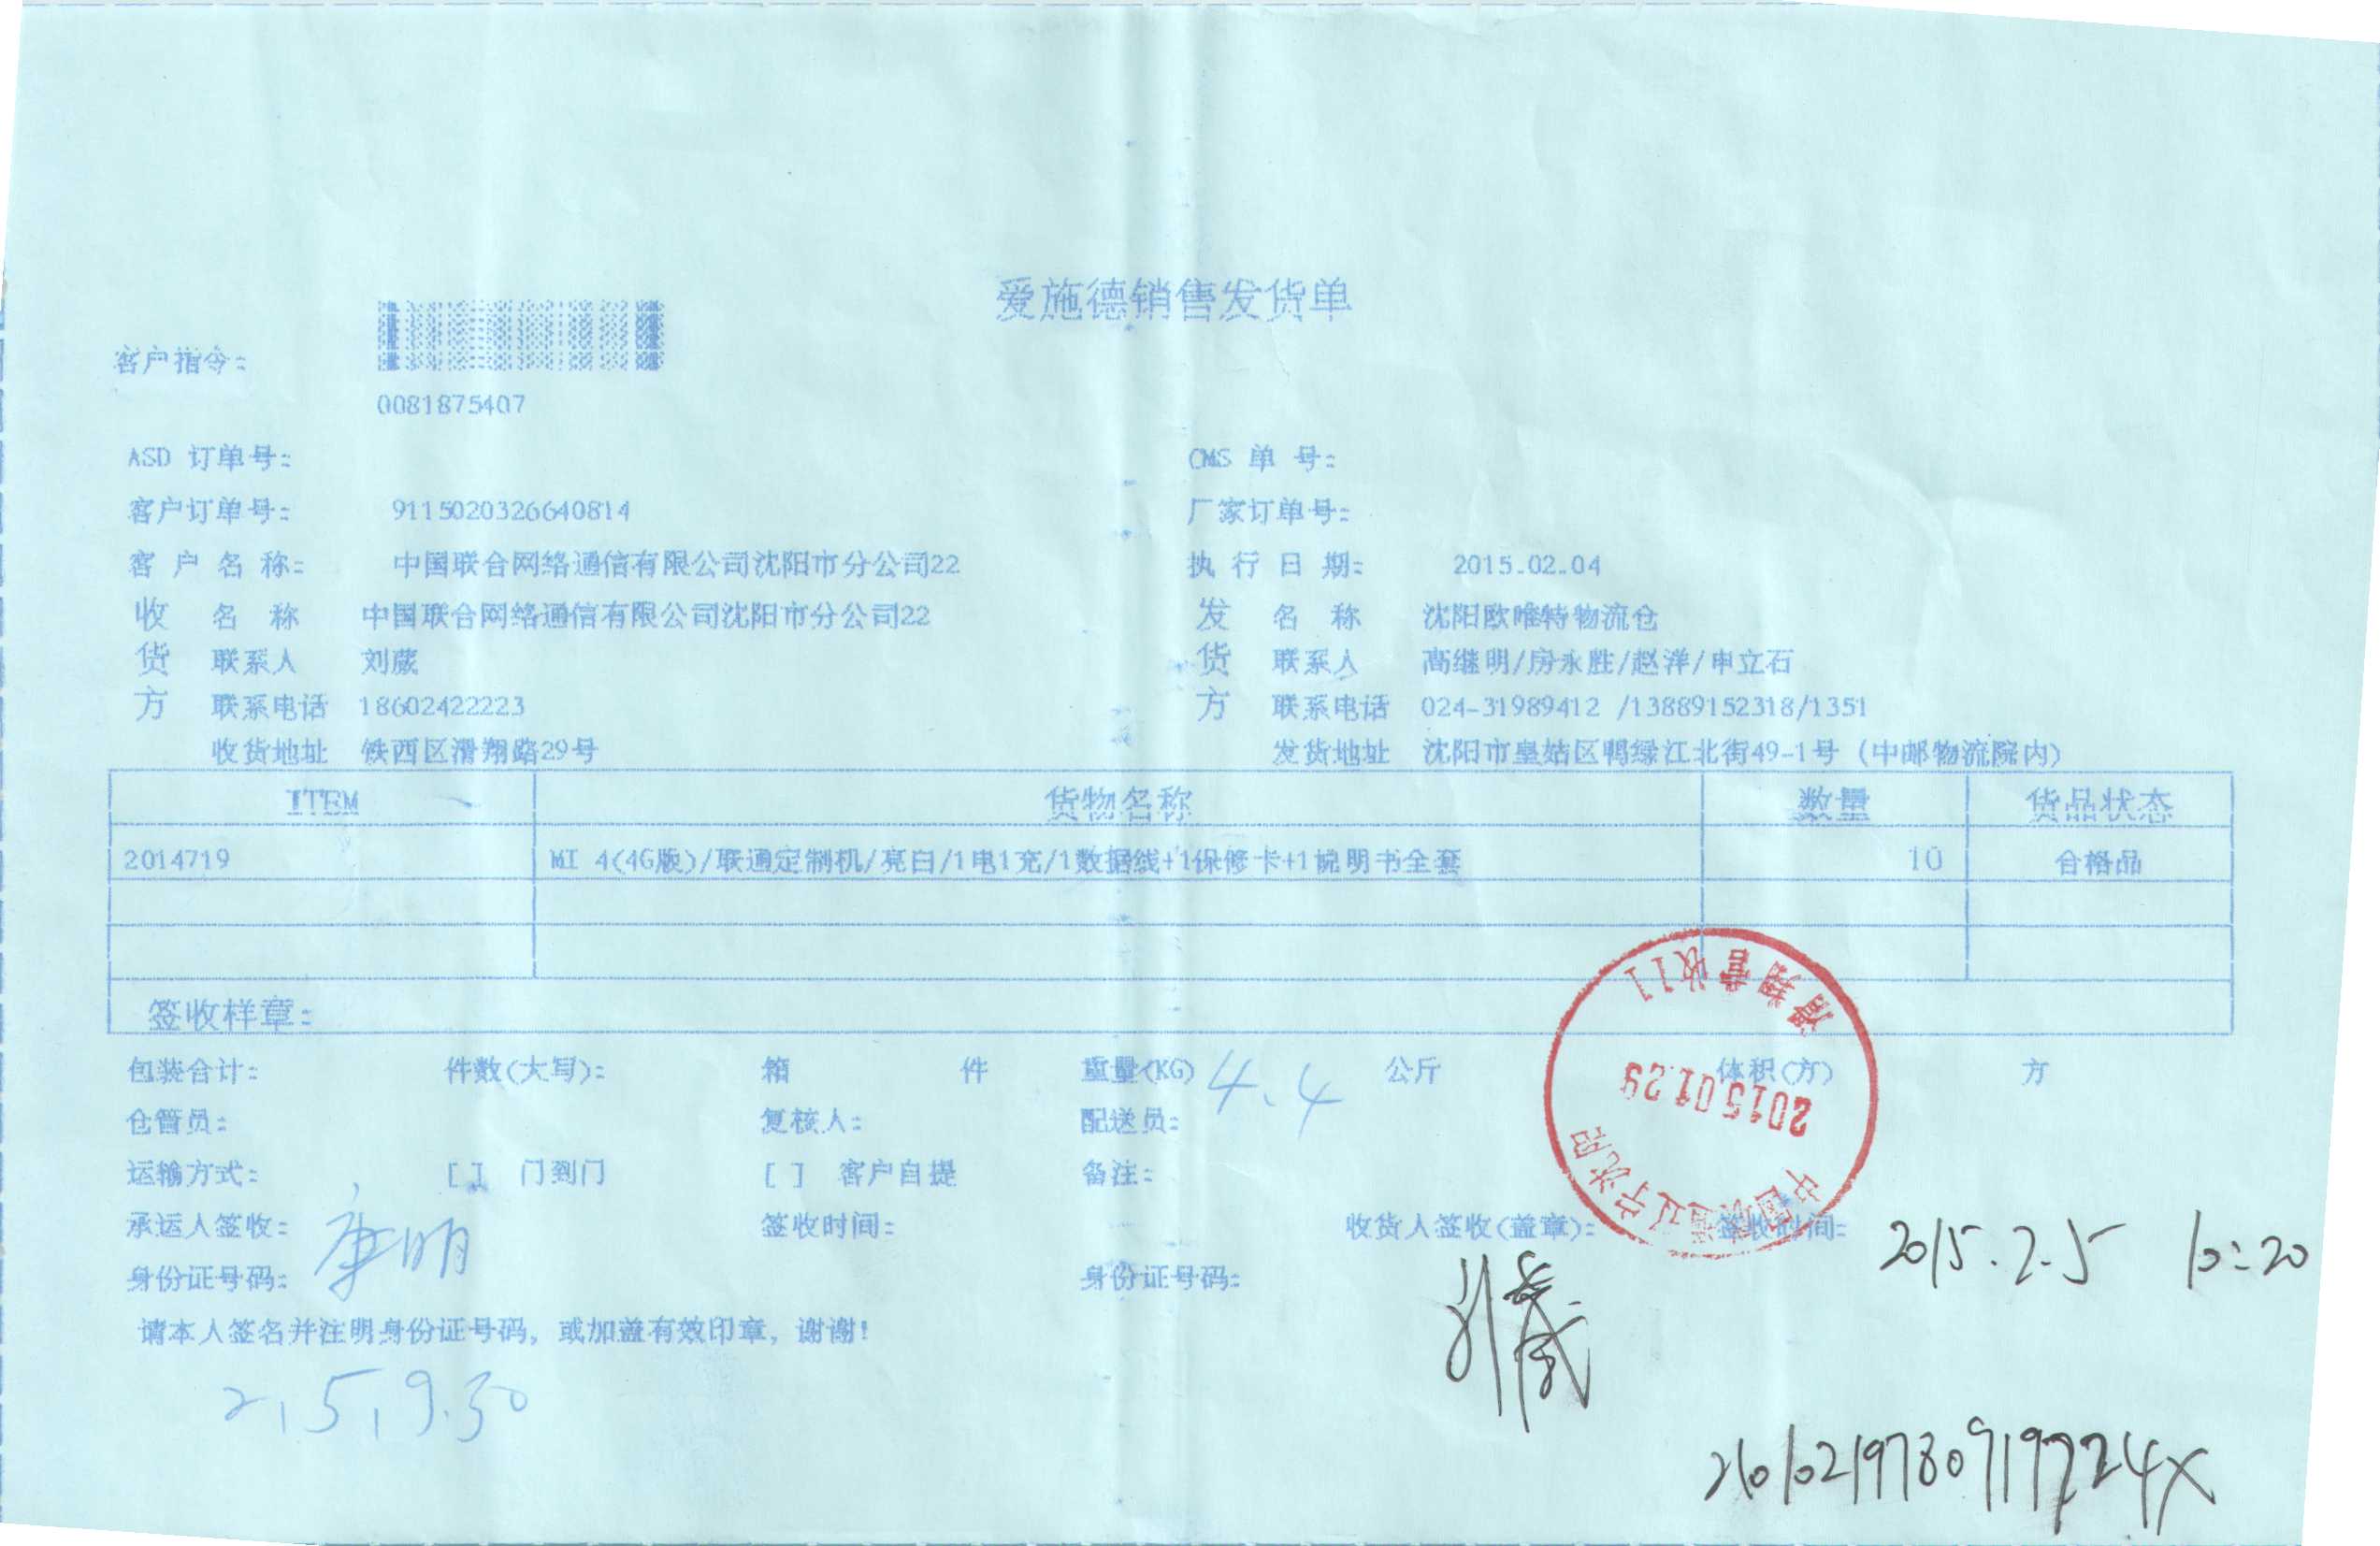 爱施德销售发货单
客户指令:
0081875407
ASD 订单号: CMS 单 号:
客户订单号: 9115020326640814 厂家订单号:
客 户 名 称: 中国联合网络通信有限公司沈阳市分公司22 执 行 日 期: 2015.02.04
收 名 称 中国联合网络通信有限公司沈阳市分公司22 发 名 称 沈阳欧唯特物流仓
货 联系人 刘葳 货 联系人 高继明/房永胜/赵洋/申立石
方 联系电话 18602422223 方 联系电话 024-31989412 /13889152318/1351
收货地址 铁西区滑翔路29号 发货地址 沈阳市皇姑区鸭绿江北街49-1号 (中邮物流院内)
ITEM 货物名称 数量 货品状态
2014719 MI 4(4G版)/联通定制机/亮白/1电1充/1数据线+1保修卡+1说明书全套 10 合格品
签收样章:
滑翔营收11
2015.01.29
中国联通辽宁沈阳
包装合计: 件数(大写): 箱 件 重量(KG) 4.4 公斤 体积(方) 方
仓管员: 复核人: 配送员:
运输方式: [ ] 门到门 [ ] 客户自提 备注:
承运人签收: 康明 签收时间: 收货人签收(盖章): 签收时间: 2015.2.5 10:20
身份证号码: 身份证号码:
请本人签名并注明身份证号码, 或加盖有效印章, 谢谢!